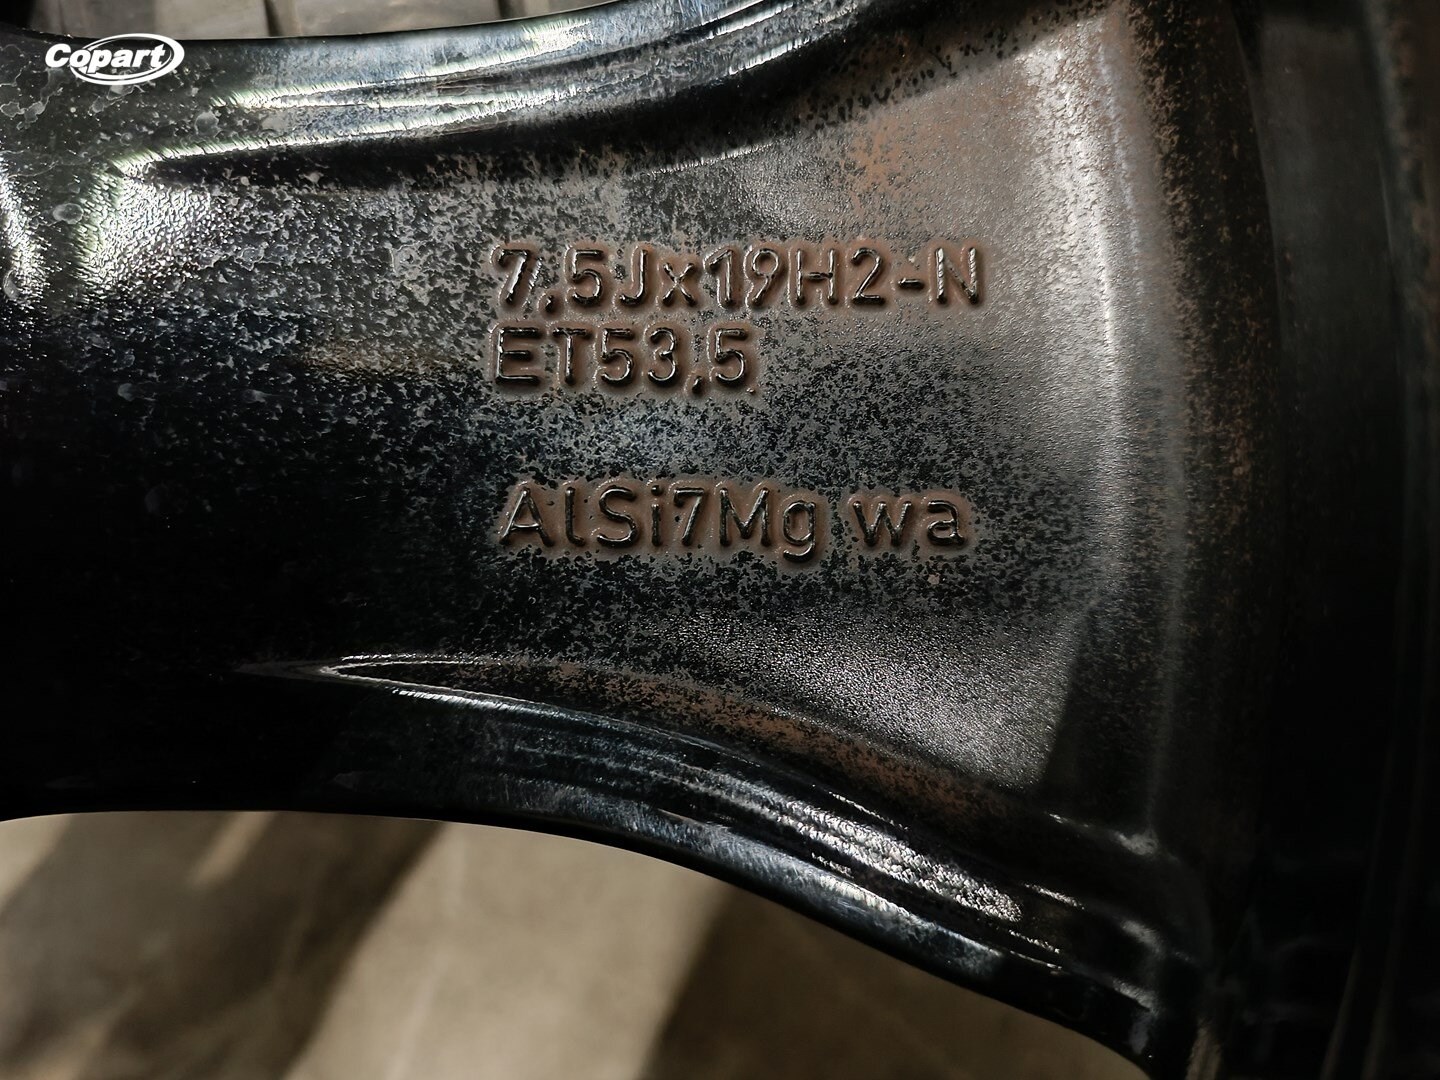 Copart
7,5Jx19H2-N
ET53,5
AlSi7Mg wa